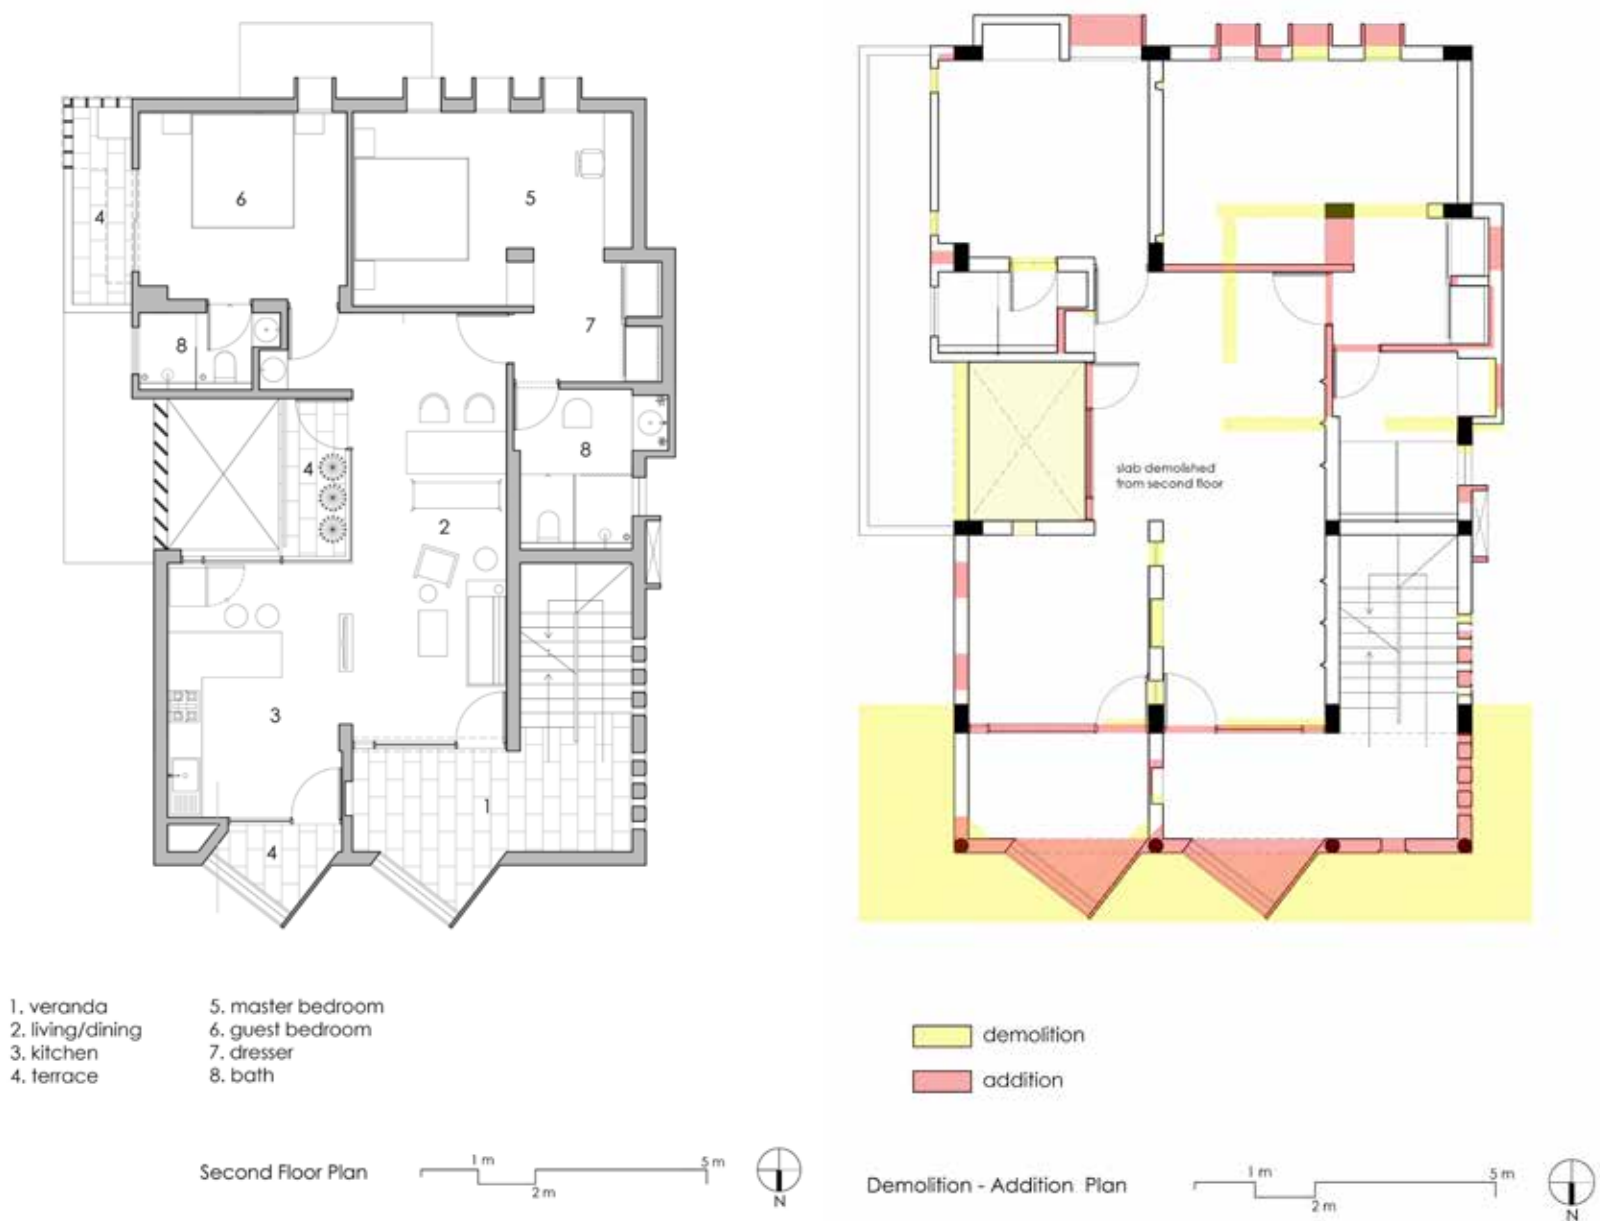 6
5
4
7
8
8
4
2
3
1
4
slab demolished
from second floor
1. veranda
2. living/dining
3. kitchen
4. terrace
5. master bedroom
6. guest bedroom
7. dresser
8. bath
Second Floor Plan
1 m
2 m
5 m
N
demolition
addition
Demolition - Addition Plan
1 m
2 m
5 m
N